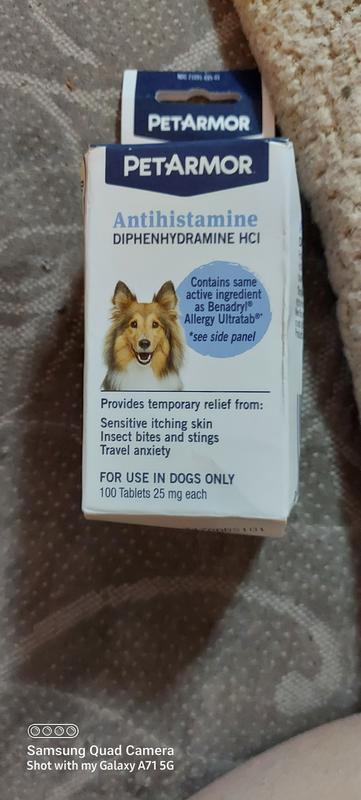 PETARMOR
PETARMOR
Antihistamine
DIPHENHYDRAMINE HCl
Contains same
active ingredient
as Benadryl®
Allergy Ultratab®*
*see side panel
Provides temporary relief from:
Sensitive itching skin
Insect bites and stings
Travel anxiety
FOR USE IN DOGS ONLY
100 Tablets 25 mg each
Samsung Quad Camera
Shot with my Galaxy A71 5G